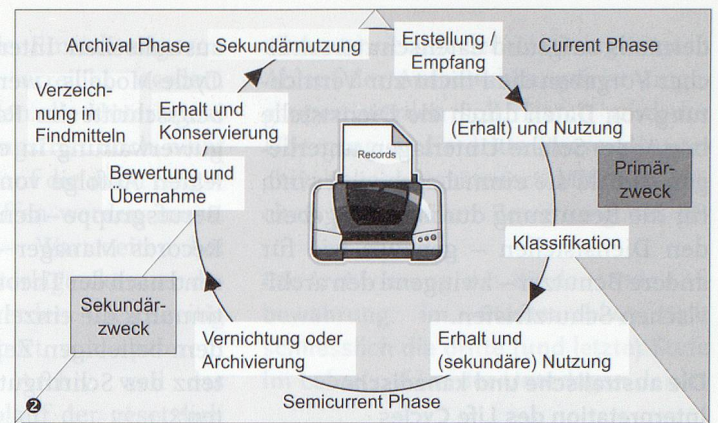 Archival Phase
Sekundärnutzung
Erstellung /
Empfang
Current Phase
Verzeich-
nung in
Findmitteln
Erhalt und
Konservierung
Records
(Erhalt) und Nutzung
Primär-
zweck
Bewertung und
Übernahme
Klassifikation
Sekundär-
zweck
Vernichtung oder
Archivierung
Erhalt und
(sekundäre) Nutzung
Semicurrent Phase
2